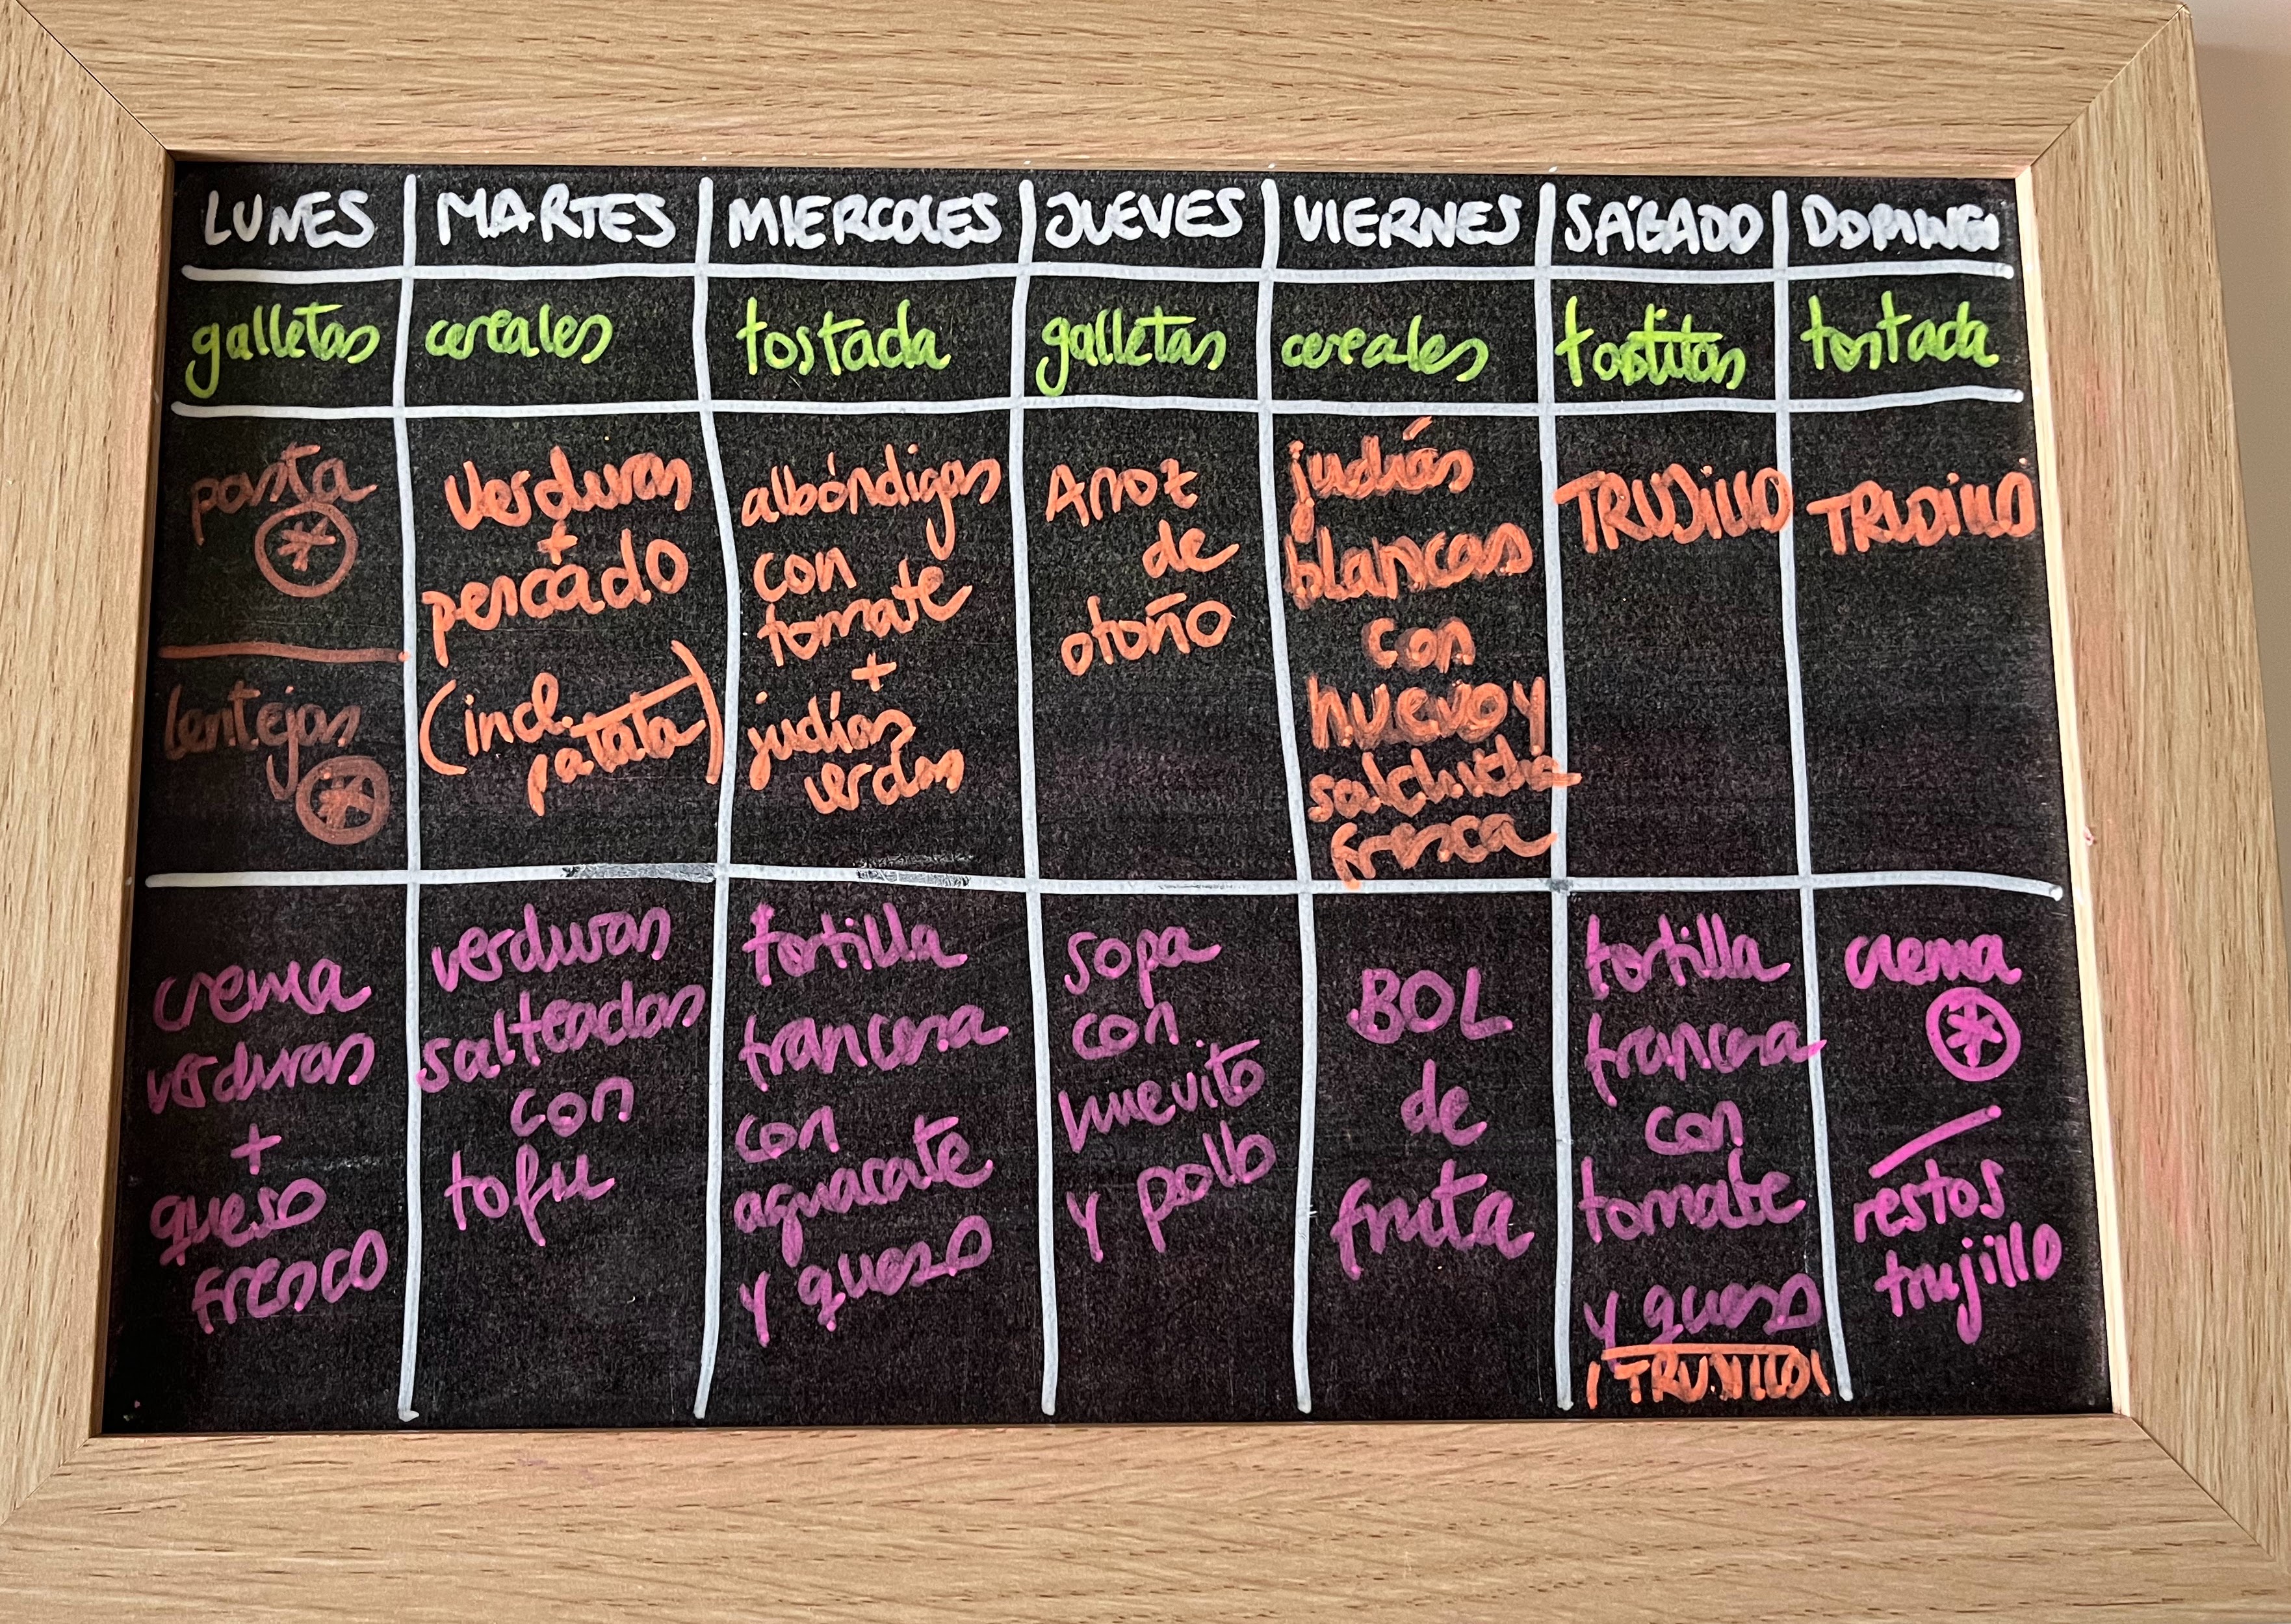 LUNES MARTES MIERCOLES JUEVES VIERNES SÁGADO DOMINGO
galletas cereales tostada galletas cereales tostitas tostada
pasta
*
lentejas
*
verduras
+
pescado
(incl.
patata)
albóndigas
con
tomate
+
judías
verdes
Arroz
de
otoño
judías
blancas
con
huevo y
salchicha
fresca
TRUJILLO
TRUJILLO
crema
verduras
+
queso
fresco
verduras
salteadas
con
tofu
tortilla
francesa
con
aguacate
y queso
sopa
con
huevito
y pollo
BOL
de
fruta
tortilla
francesa
con
tomate
y queso
¡TRUJILLO!
crema
*
/
restos
trujillo